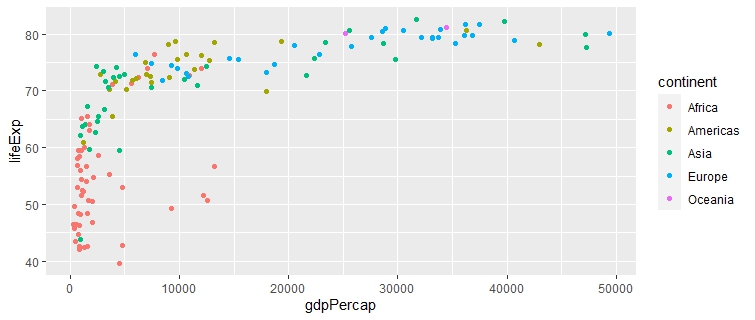 80
70
60
50
40
lifeExp
0
10000
20000
30000
40000
50000
gdpPercap
continent
Africa
Americas
Asia
Europe
Oceania